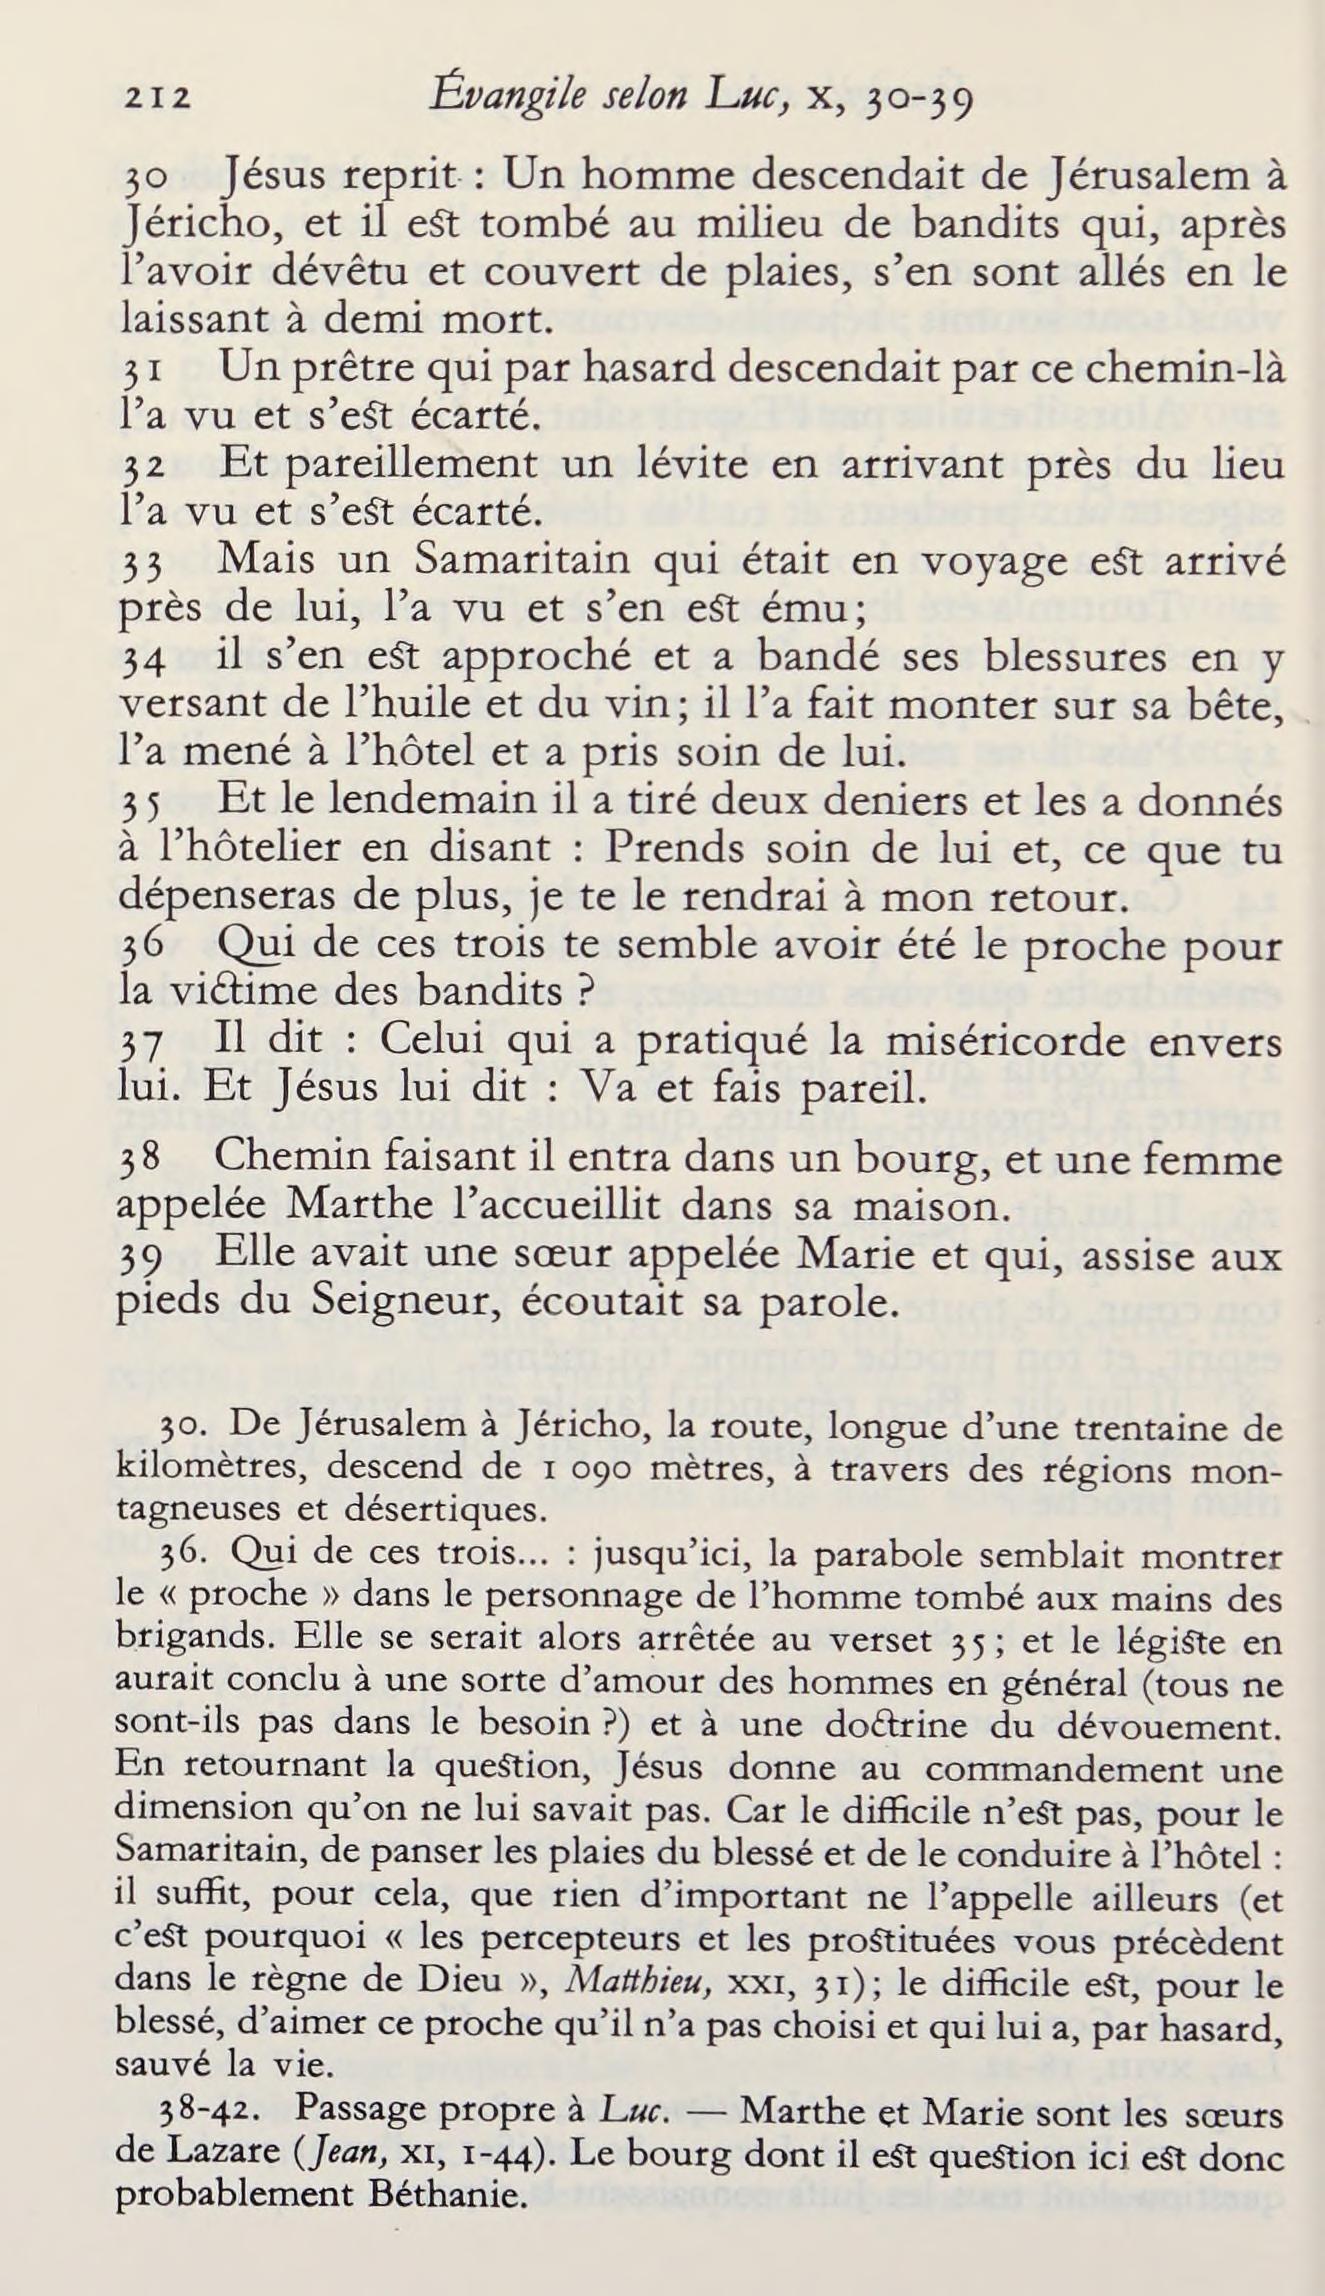 212 Évangile selon Luc, X, 30-39
30 Jésus reprit : Un homme descendait de Jérusalem à
Jéricho, et il est tombé au milieu de bandits qui, après
l’avoir dévêtu et couvert de plaies, s’en sont allés en le
laissant à demi mort.
31 Un prêtre qui par hasard descendait par ce chemin-là
l’a vu et s’est écarté.
32 Et pareillement un lévite en arrivant près du lieu
l’a vu et s’est écarté.
33 Mais un Samaritain qui était en voyage est arrivé
près de lui, l’a vu et s’en est ému;
34 il s’en est approché et a bandé ses blessures en y
versant de l’huile et du vin; il l’a fait monter sur sa bête,
l’a mené à l’hôtel et a pris soin de lui.
35 Et le lendemain il a tiré deux deniers et les a donnés
à l’hôtelier en disant : Prends soin de lui et, ce que tu
dépenseras de plus, je te le rendrai à mon retour.
36 Qui de ces trois te semble avoir été le proche pour
la victime des bandits ?
37 Il dit : Celui qui a pratiqué la miséricorde envers
lui. Et Jésus lui dit : Va et fais pareil.
38 Chemin faisant il entra dans un bourg, et une femme
appelée Marthe l’accueillit dans sa maison.
39 Elle avait une sœur appelée Marie et qui, assise aux
pieds du Seigneur, écoutait sa parole.
30. De Jérusalem à Jéricho, la route, longue d’une trentaine de
kilomètres, descend de 1 090 mètres, à travers des régions mon-
tagneuses et désertiques.
36. Qui de ces trois... : jusqu’ici, la parabole semblait montrer
le « proche » dans le personnage de l’homme tombé aux mains des
brigands. Elle se serait alors arrêtée au verset 35; et le légiste en
aurait conclu à une sorte d’amour des hommes en général (tous ne
sont-ils pas dans le besoin ?) et à une doctrine du dévouement.
En retournant la question, Jésus donne au commandement une
dimension qu’on ne lui savait pas. Car le difficile n’est pas, pour le
Samaritain, de panser les plaies du blessé et de le conduire à l’hôtel :
il suffit, pour cela, que rien d’important ne l’appelle ailleurs (et
c’est pourquoi « les percepteurs et les prostituées vous précèdent
dans le règne de Dieu », Matthieu, XXI, 31); le difficile est, pour le
blessé, d’aimer ce proche qu’il n’a pas choisi et qui lui a, par hasard,
sauvé la vie.
38-42. Passage propre à Luc. — Marthe et Marie sont les sœurs
de Lazare (Jean, XI, 1-44). Le bourg dont il est question ici est donc
probablement Béthanie.